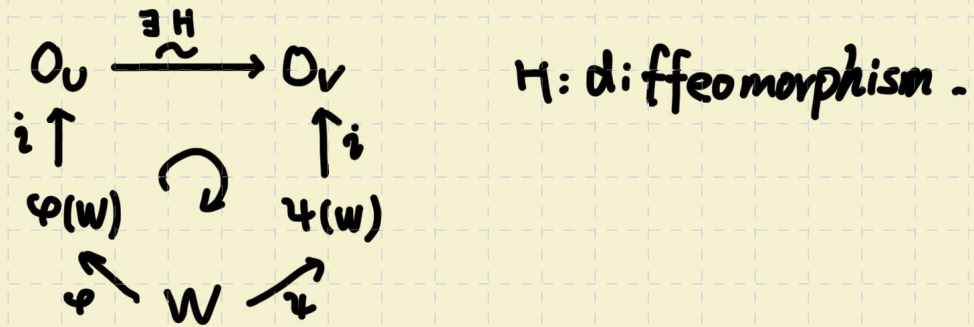 ∃ H
~
O_U ⟶ O_V
H: diffeomorphism.
i ↑ ↑ i
φ(W) ψ(W)
φ W ψ